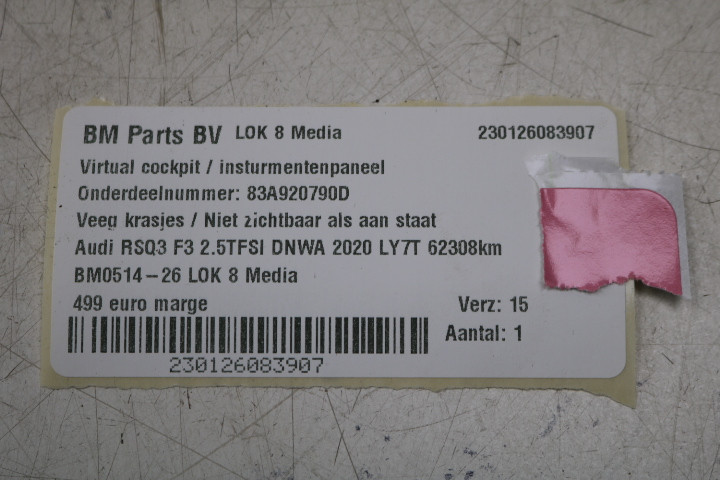 BM Parts BV LOK 8 Media 230126083907
Virtual cockpit / insturmentenpaneel
Onderdeelnummer: 83A920790D
Veeg krasjes / Niet zichtbaar als aan staat
Audi RSQ3 F3 2.5TFSI DNWA 2020 LY7T 62308km
BM0514-26 LOK 8 Media
499 euro marge Verz: 15
Aantal: 1
230126083907